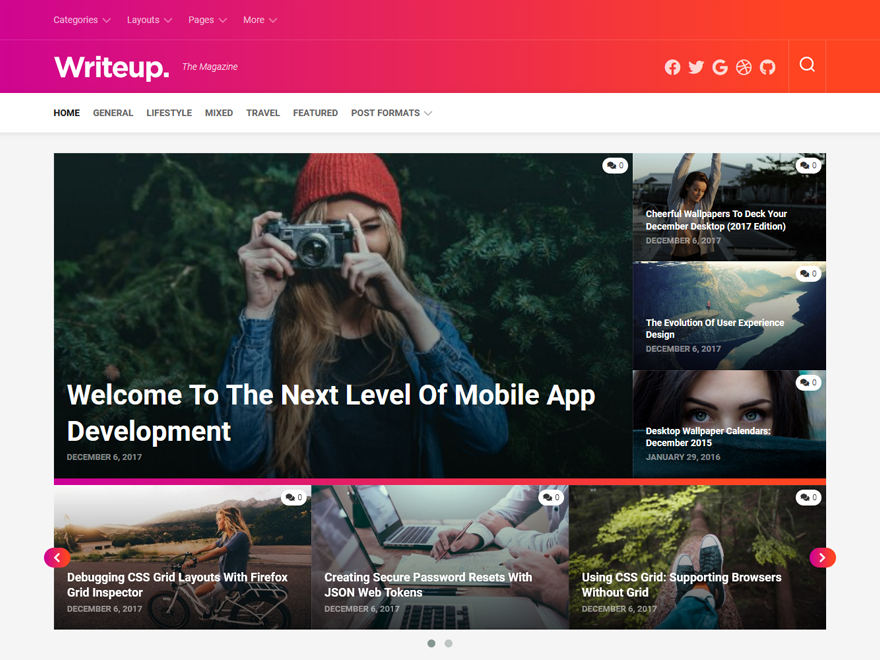 Categories Layouts Pages More
Writeup. The Magazine
HOME GENERAL LIFESTYLE MIXED TRAVEL FEATURED POST FORMATS
0
Welcome To The Next Level Of Mobile App
Development
DECEMBER 6, 2017
0
Cheerful Wallpapers To Deck Your
December Desktop (2017 Edition)
DECEMBER 6, 2017
0
The Evolution Of User Experience
Design
DECEMBER 6, 2017
0
Desktop Wallpaper Calendars:
December 2015
JANUARY 29, 2016
0
Debugging CSS Grid Layouts With Firefox
Grid Inspector
DECEMBER 6, 2017
0
Creating Secure Password Resets With
JSON Web Tokens
DECEMBER 6, 2017
0
Using CSS Grid: Supporting Browsers
Without Grid
DECEMBER 6, 2017